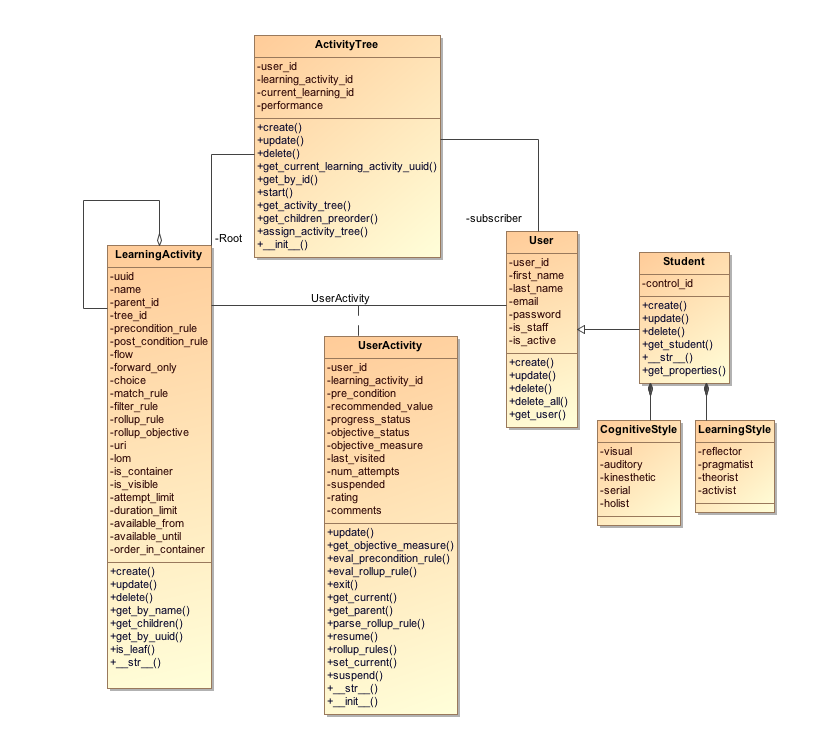 ActivityTree
-user_id
-learning_activity_id
-current_learning_id
-performance
+create()
+update()
+delete()
+get_current_learning_activity_uuid()
+get_by_id()
+start()
+get_activity_tree()
+get_children_preorder()
+assign_activity_tree()
+__init__()
-Root
-subscriber
LearningActivity
-uuid
-name
-parent_id
-tree_id
-precondition_rule
-post_condition_rule
-flow
-forward_only
-choice
-match_rule
-filter_rule
-rollup_rule
-rollup_objective
-uri
-lom
-is_container
-is_visible
-attempt_limit
-duration_limit
-available_from
-available_until
-order_in_container
+create()
+update()
+delete()
+get_by_name()
+get_children()
+get_by_uuid()
+is_leaf()
+__str__()
UserActivity
UserActivity
-user_id
-learning_activity_id
-pre_condition
-recommended_value
-progress_status
-objective_status
-objective_measure
-last_visited
-num_attempts
-suspended
-rating
-comments
+update()
+get_objective_measure()
+eval_precondition_rule()
+eval_rollup_rule()
+exit()
+get_current()
+get_parent()
+parse_rollup_rule()
+resume()
+rollup_rules()
+set_current()
+suspend()
+__str__()
+__init__()
User
-user_id
-first_name
-last_name
-email
-password
-is_staff
-is_active
+create()
+update()
+delete()
+delete_all()
+get_user()
Student
-control_id
+create()
+update()
+delete()
+get_student()
+__str__()
+get_properties()
CognitiveStyle
-visual
-auditory
-kinesthetic
-serial
-holist
LearningStyle
-reflector
-pragmatist
-theorist
-activist